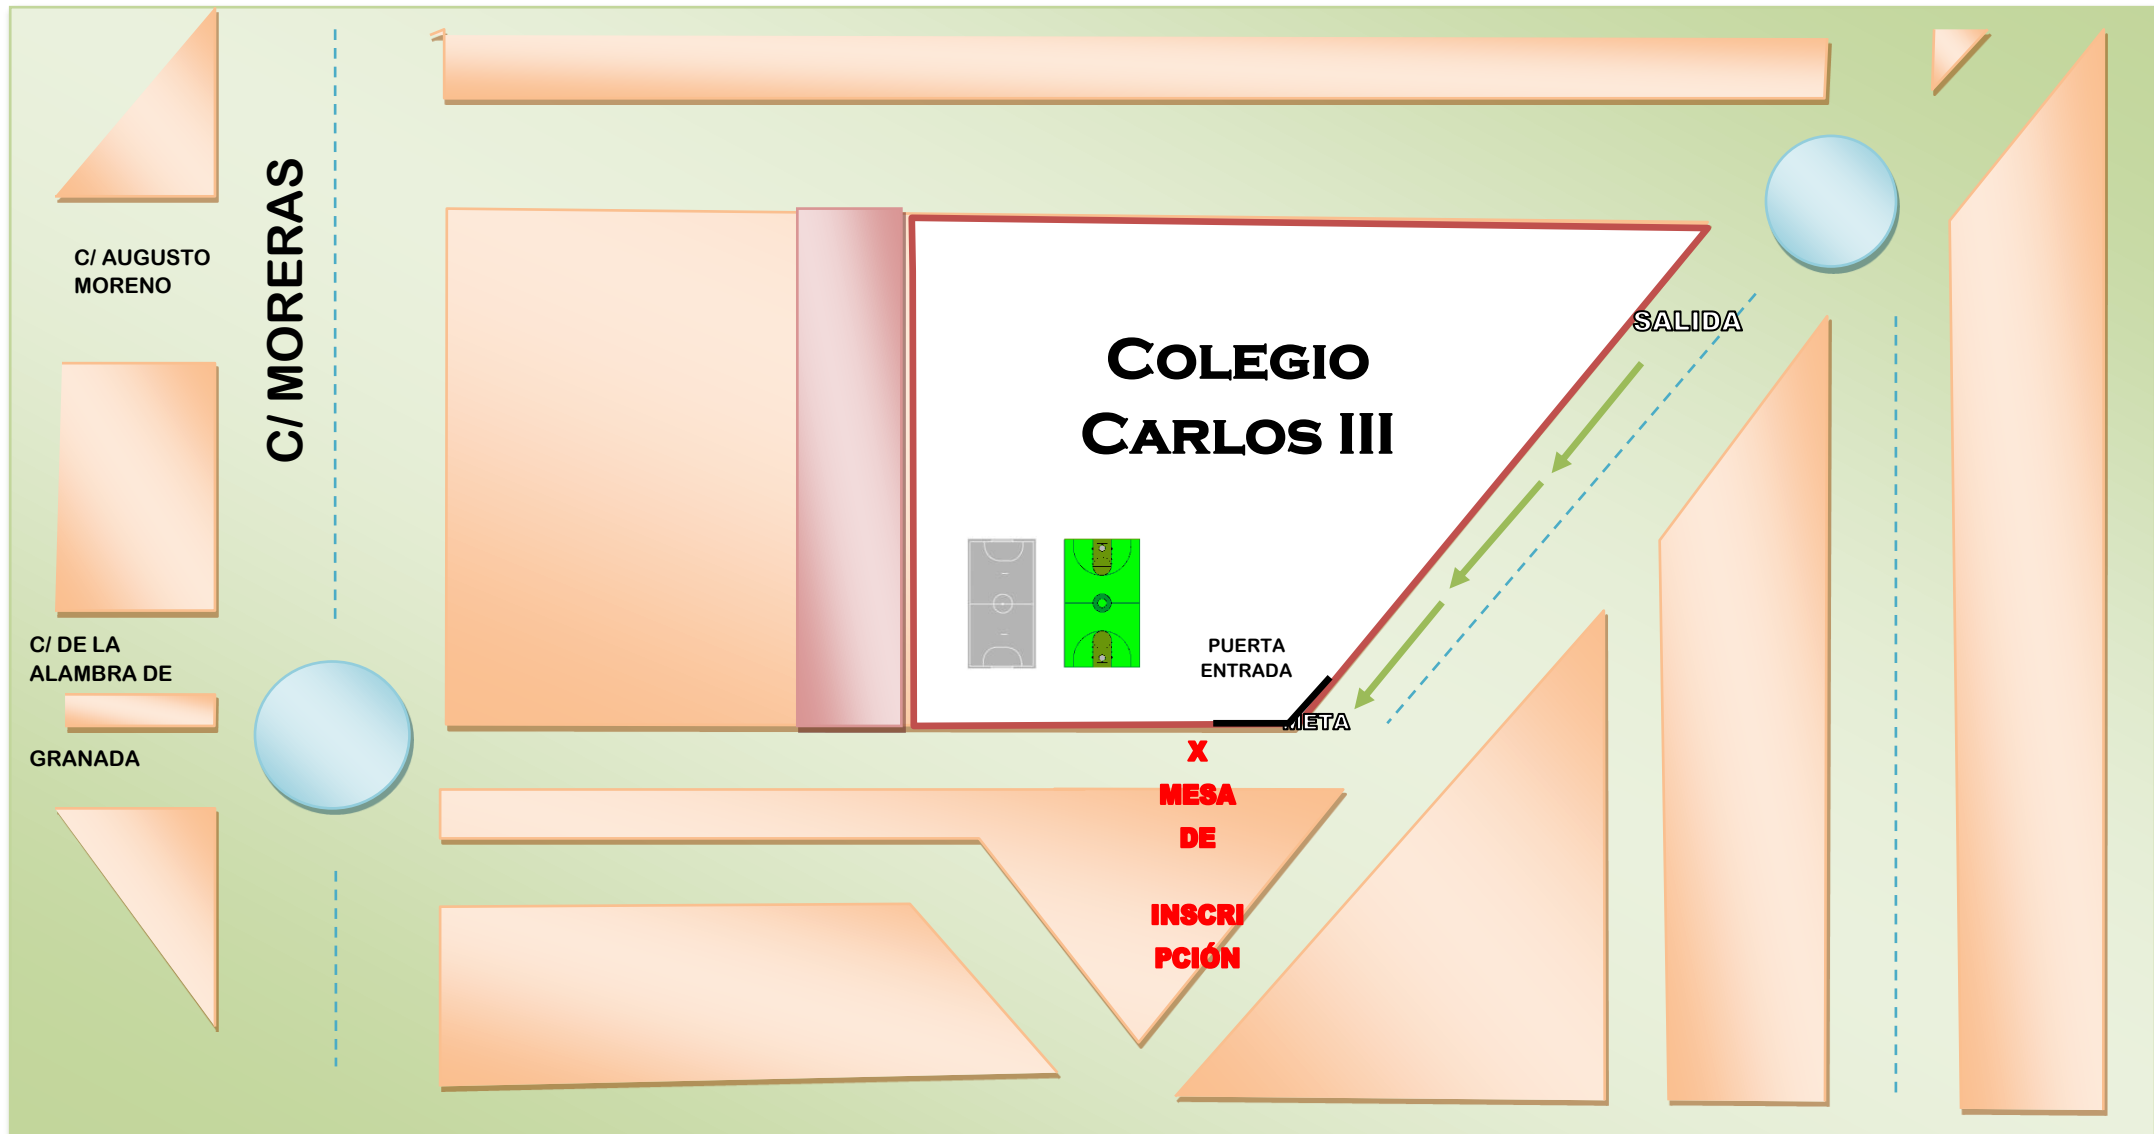 C/ AUGUSTO
MORENO
C/ MORERAS
C/ DE LA
ALAMBRA DE
GRANADA
COLEGIO
CARLOS III
SALIDA
PUERTA
ENTRADA
META
X
MESA
DE
INSCRI
PCIÓN